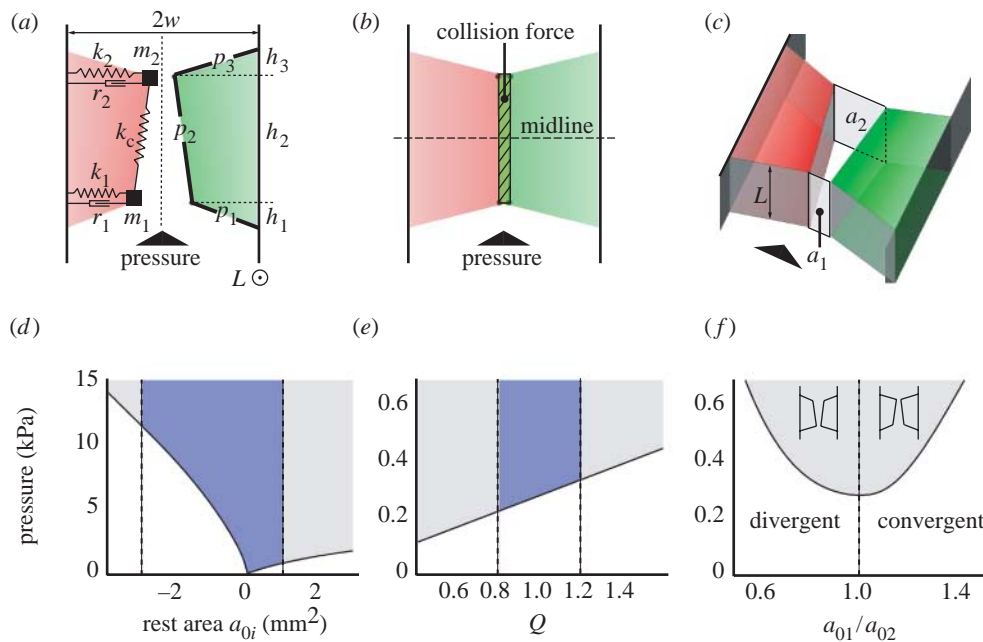 (a)
2w
k2
m2
p3
h3
r2
p2
kc
h2
k1
r1
m1
p1
h1
pressure
L ⊙
(b)
collision force
midline
pressure
(c)
a2
L
a1
(d)
pressure (kPa)
15
10
5
0
–2 0 2
rest area a0i (mm2)
(e)
0.6
0.4
0.2
0
0.6 0.8 1.0 1.2 1.4
Q
(f)
0.6
0.4
0.2
0
divergent convergent
0.6 1.0 1.4
a01/a02